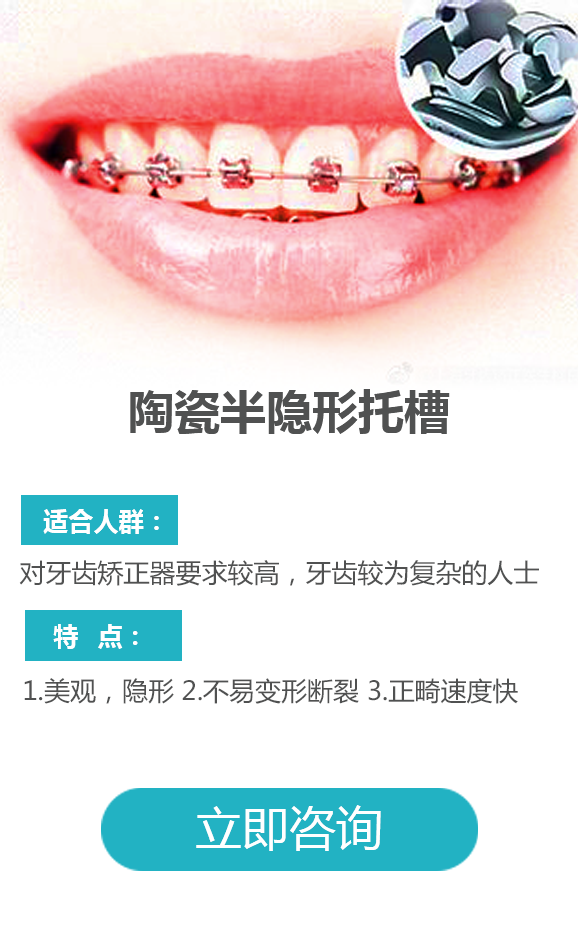 陶瓷半隐形托槽
适合人群：
对牙齿矫正器要求较高，牙齿较为复杂的人士
特 点：
1.美观，隐形 2.不易变形断裂 3.正畸速度快
立即咨询